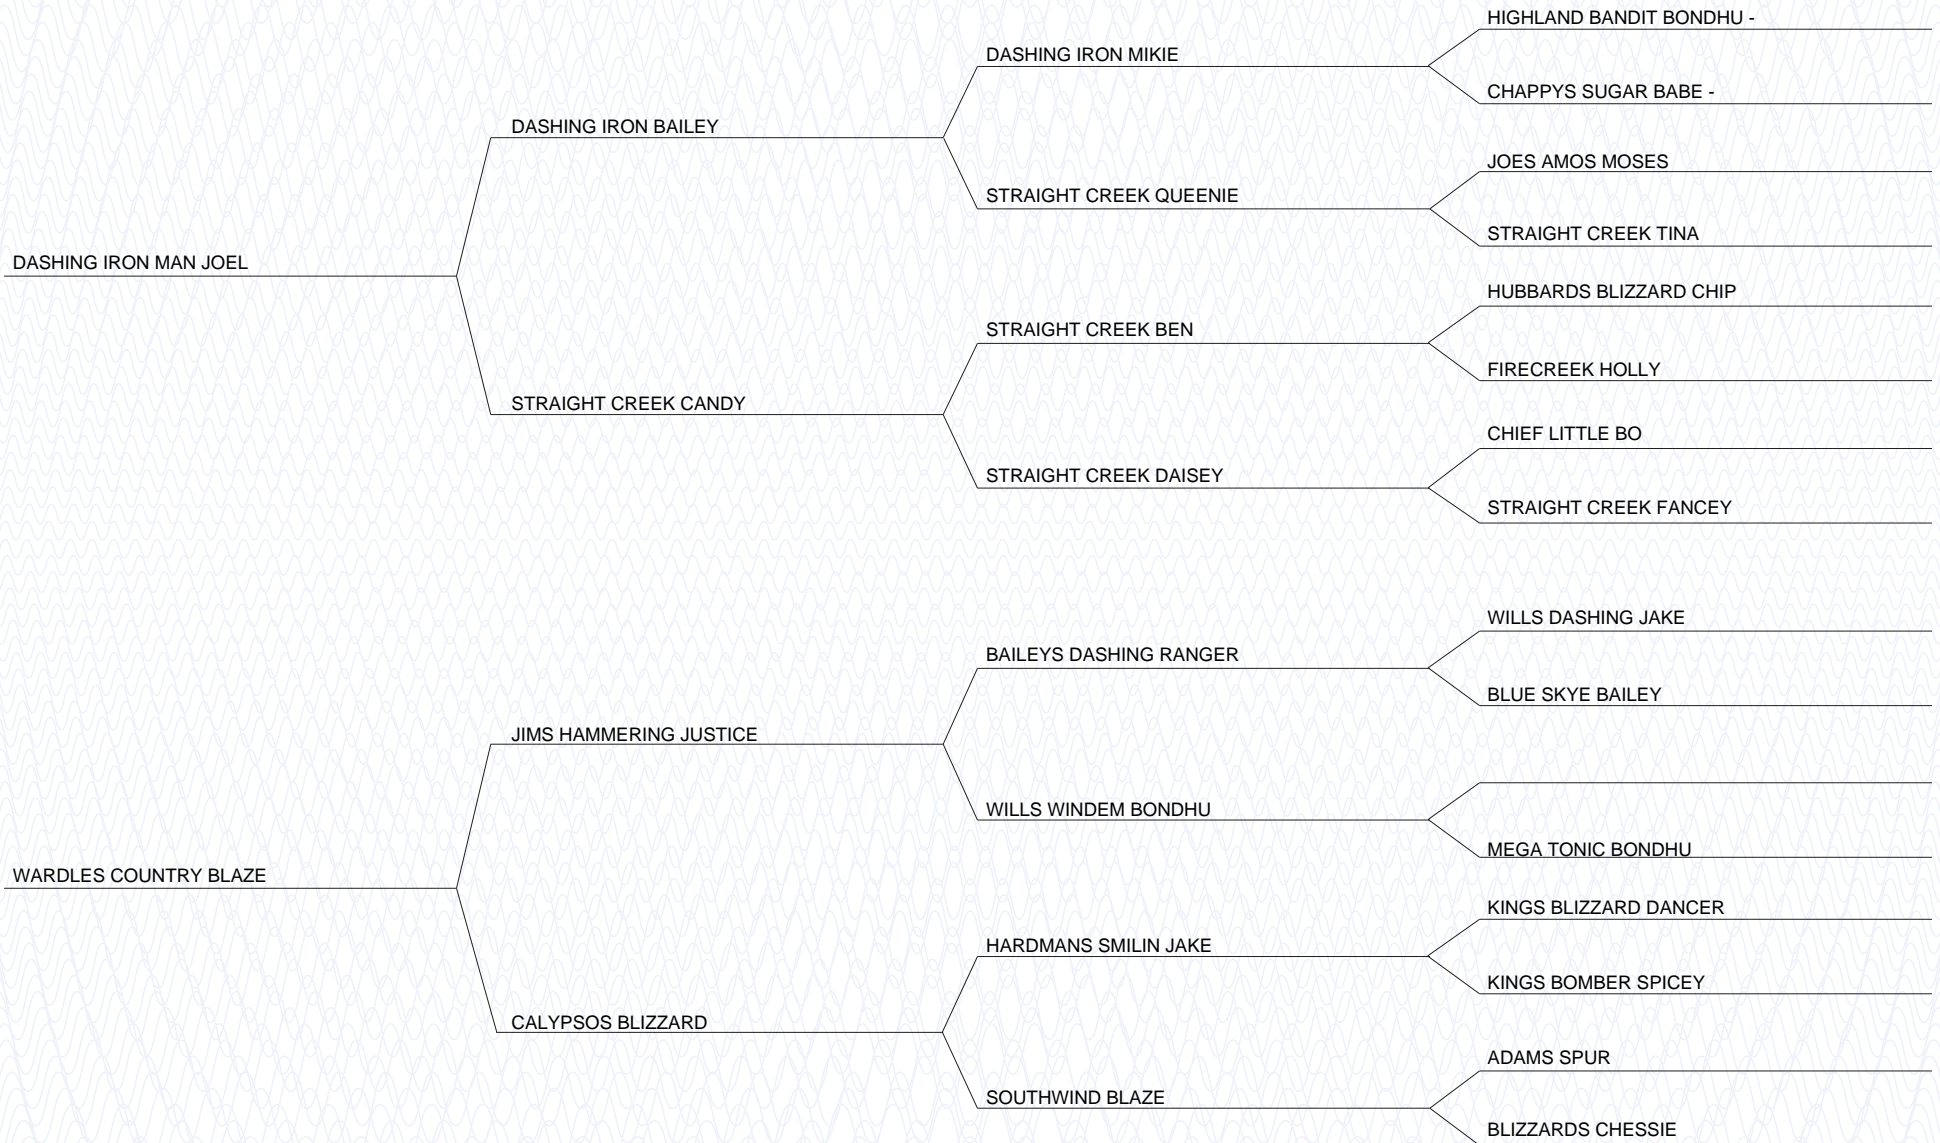 HIGHLAND BANDIT BONDHU -
DASHING IRON MIKIE
CHAPPYS SUGAR BABE -
DASHING IRON BAILEY
JOES AMOS MOSES
STRAIGHT CREEK QUEENIE
STRAIGHT CREEK TINA
DASHING IRON MAN JOEL
HUBBARDS BLIZZARD CHIP
STRAIGHT CREEK BEN
FIRECREEK HOLLY
STRAIGHT CREEK CANDY
CHIEF LITTLE BO
STRAIGHT CREEK DAISEY
STRAIGHT CREEK FANCEY
WILLS DASHING JAKE
BAILEYS DASHING RANGER
BLUE SKYE BAILEY
JIMS HAMMERING JUSTICE
WILLS WINDEM BONDHU
MEGA TONIC BONDHU
WARDLES COUNTRY BLAZE
KINGS BLIZZARD DANCER
HARDMANS SMILIN JAKE
KINGS BOMBER SPICEY
CALYPSOS BLIZZARD
ADAMS SPUR
SOUTHWIND BLAZE
BLIZZARDS CHESSIE